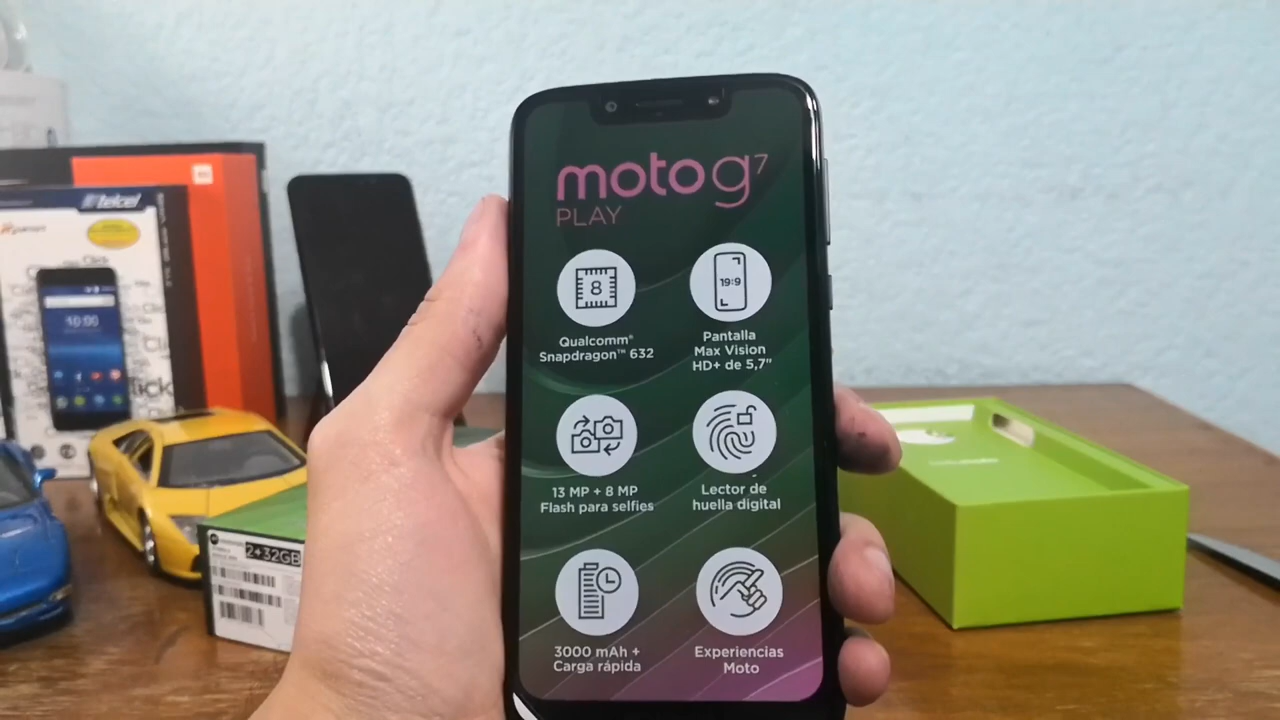 moto g7
PLAY
8
19:9
Qualcomm®
Snapdragon™ 632
Pantalla
Max Vision
HD+ de 5,7"
13 MP + 8 MP
Flash para selfies
Lector de
huella digital
3000 mAh +
Carga rápida
Experiencias
Moto
telcel
10:00
Click
2+32GB